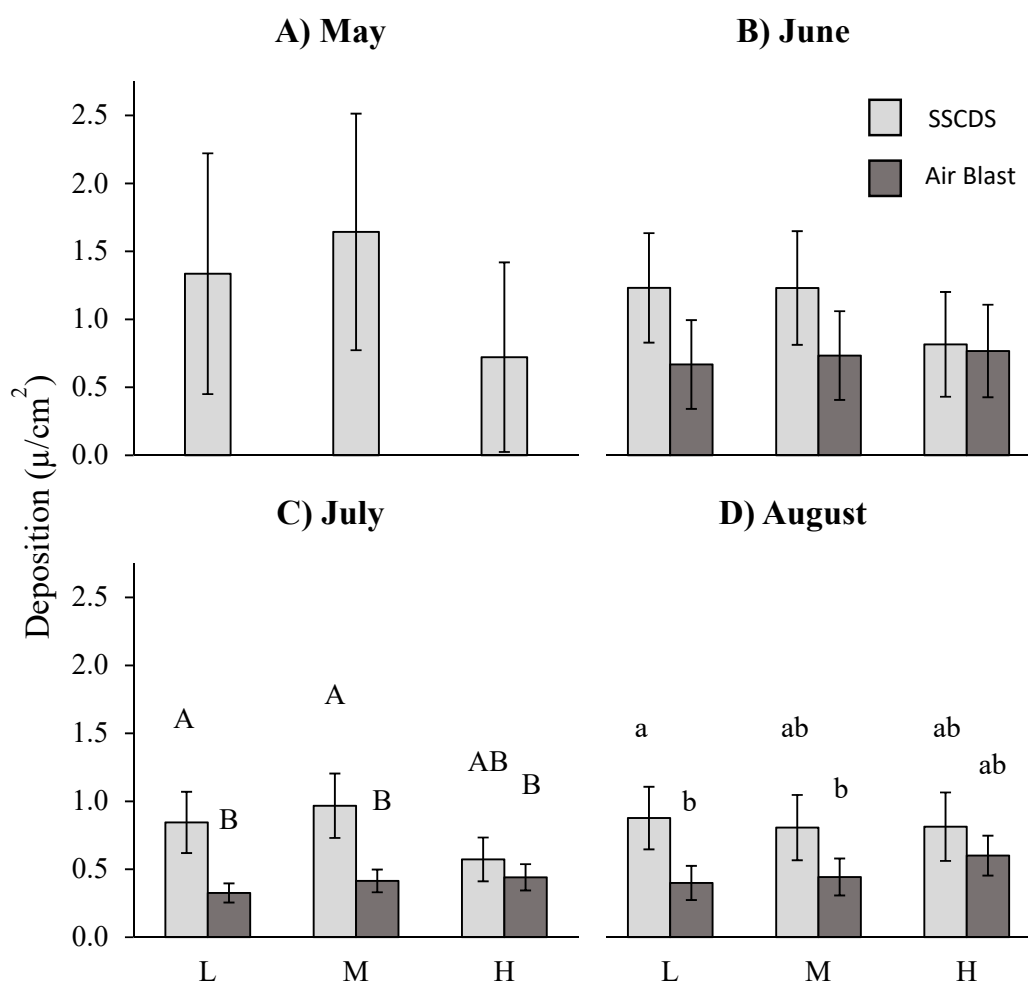 A) May
B) June
2.5
2.0
1.5
1.0
0.5
0.0
SSCDS
Air Blast
Deposition (µ/cm²)
C) July
D) August
2.5
2.0
1.5
1.0
0.5
0.0
A
B
A
B
AB
B
a
b
ab
b
ab
ab
L
M
H
L
M
H